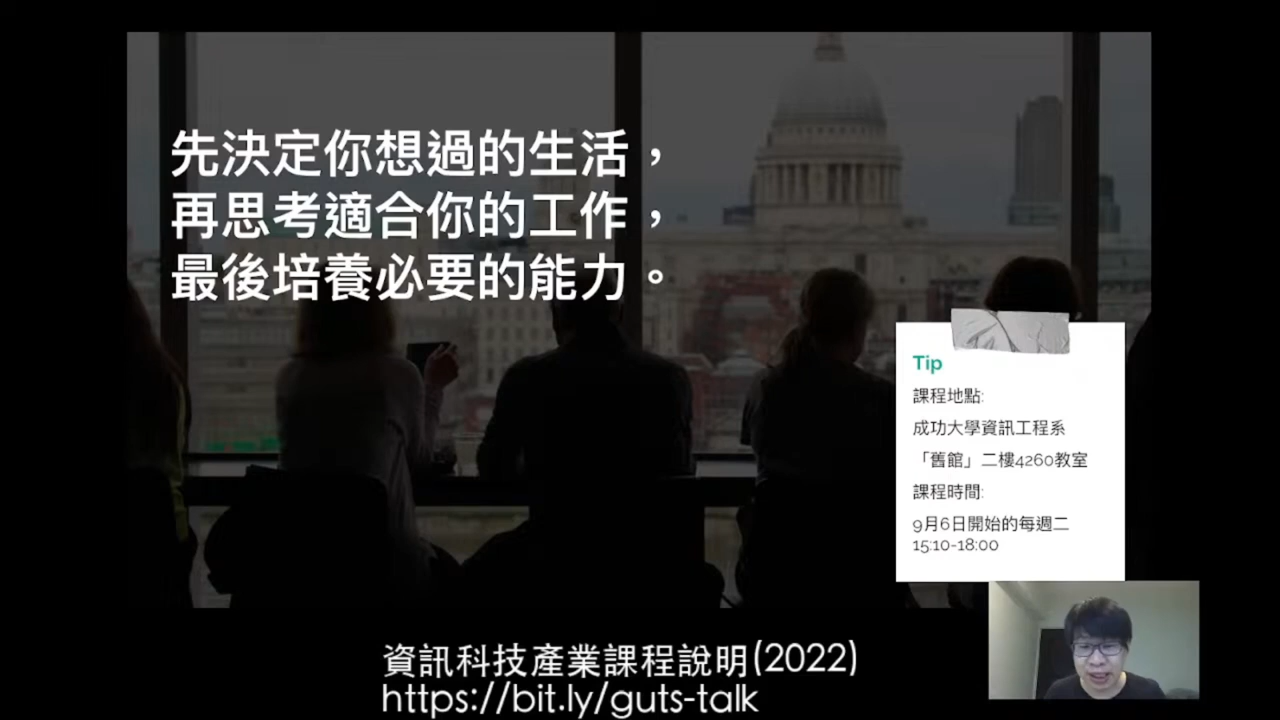 先決定你想過的生活，
再思考適合你的工作，
最後培養必要的能力。
Tip
課程地點:
成功大學資訊工程系
「舊館」二樓4260教室
課程時間:
9月6日開始的每週二
15:10-18:00
資訊科技產業課程說明(2022)
https://bit.ly/guts-talk